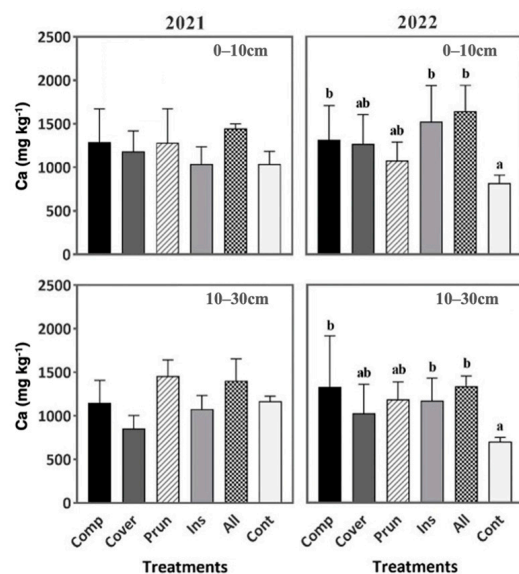 2021
2022
0–10cm
0–10cm
Ca (mg kg⁻¹)
2500
2000
1500
1000
500
0
b
ab
ab
b
b
a
10–30cm
10–30cm
Ca (mg kg⁻¹)
2500
2000
1500
1000
500
0
b
ab
ab
b
b
a
Comp
Cover
Prun
Ins
All
Cont
Comp
Cover
Prun
Ins
All
Cont
Treatments
Treatments